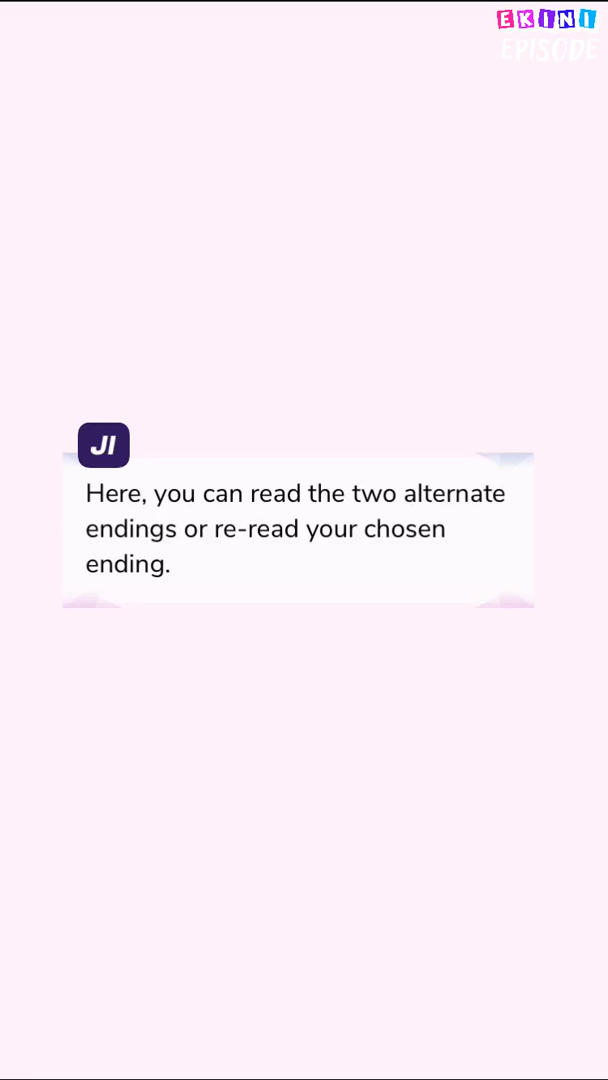 EKINI
EPISODE
JI
Here, you can read the two alternate
endings or re-read your chosen
ending.